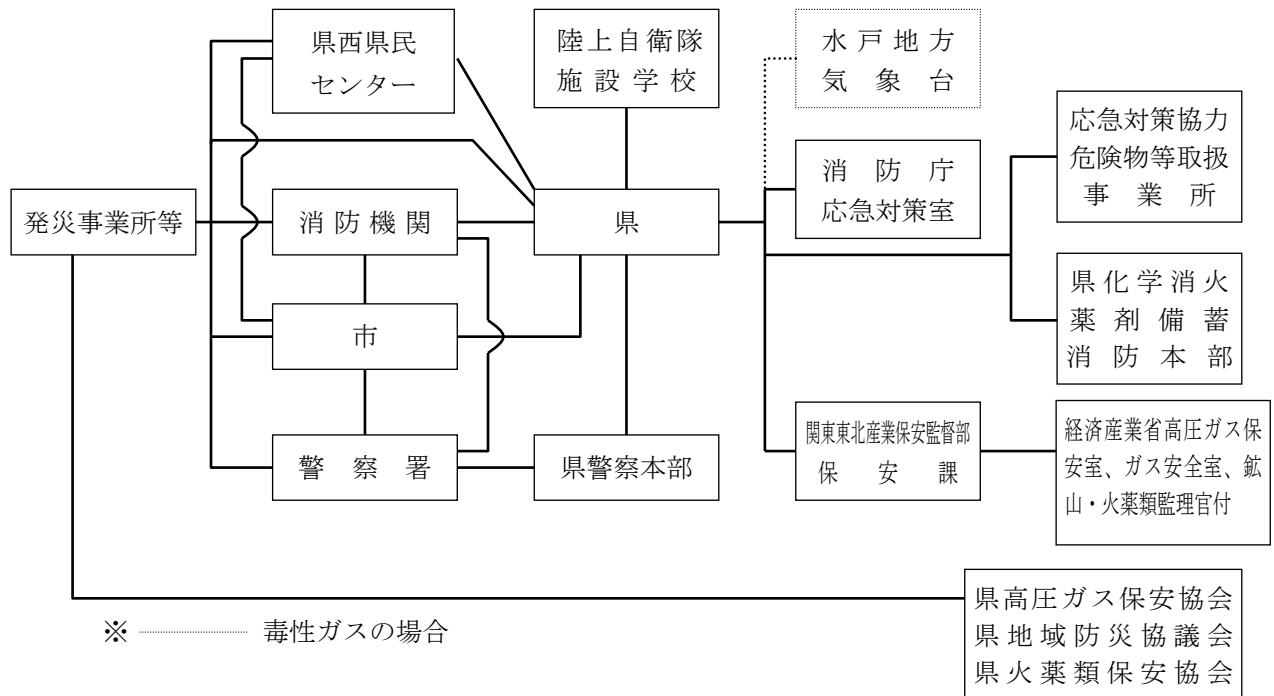 県西県民
センター
陸上自衛隊
施設学校
水戸地方
気象台
応急対策協力
危険物等取扱
事業所
消防庁
応急対策室
発災事業所等
消防機関
県
県化学消火
薬剤備蓄
消防本部
市
関東東北産業保安監督部
保安課
経済産業省高圧ガス保
安室、ガス安全室、鉱
山・火薬類監理官付
警察署
県警察本部
県高圧ガス保安協会
県地域防災協議会
県火薬類保安協会
※ 毒性ガスの場合